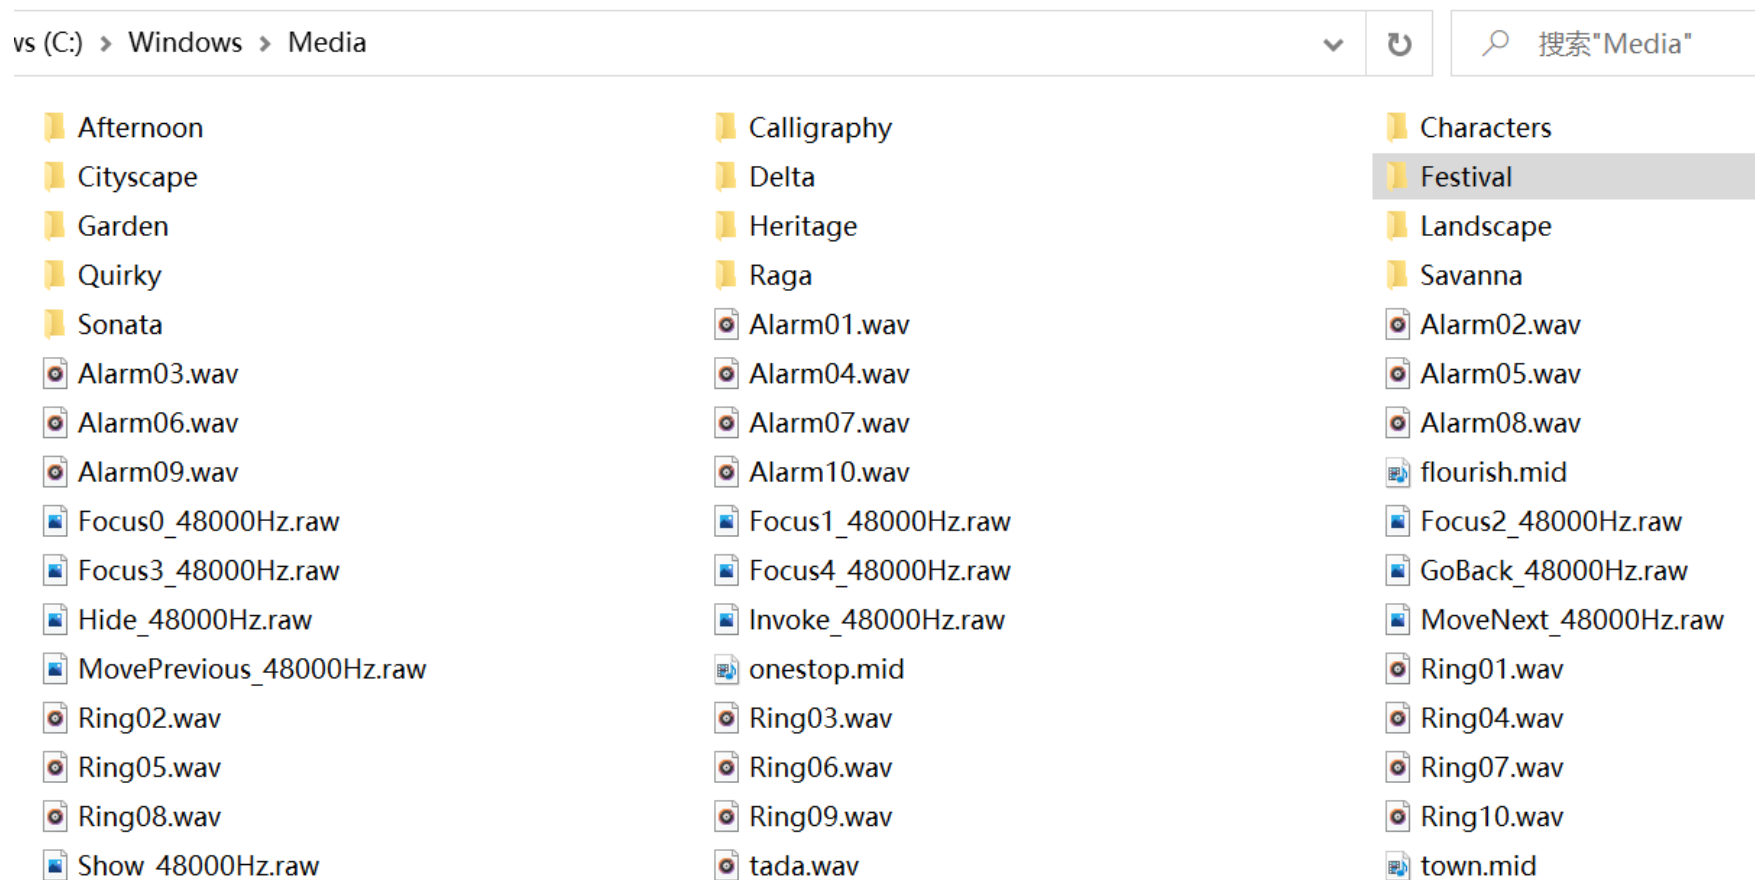 vs (C:) > Windows > Media
搜索"Media"
Afternoon
Calligraphy
Characters
Cityscape
Delta
Festival
Garden
Heritage
Landscape
Quirky
Raga
Savanna
Sonata
Alarm01.wav
Alarm02.wav
Alarm03.wav
Alarm04.wav
Alarm05.wav
Alarm06.wav
Alarm07.wav
Alarm08.wav
Alarm09.wav
Alarm10.wav
flourish.mid
Focus0_48000Hz.raw
Focus1_48000Hz.raw
Focus2_48000Hz.raw
Focus3_48000Hz.raw
Focus4_48000Hz.raw
GoBack_48000Hz.raw
Hide_48000Hz.raw
Invoke_48000Hz.raw
MoveNext_48000Hz.raw
MovePrevious_48000Hz.raw
onestop.mid
Ring01.wav
Ring02.wav
Ring03.wav
Ring04.wav
Ring05.wav
Ring06.wav
Ring07.wav
Ring08.wav
Ring09.wav
Ring10.wav
Show_48000Hz.raw
tada.wav
town.mid